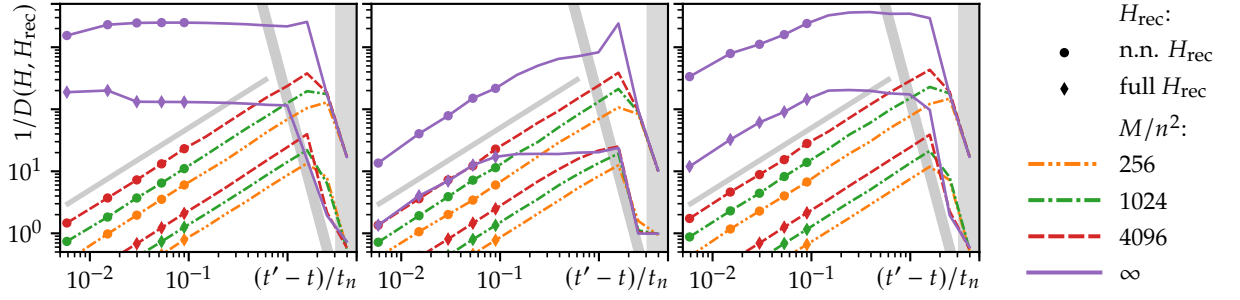 1/D(H, H_rec)
10^1
10^0
10^−2
10^−1
(t′ − t)/t_n
10^−2
10^−1
(t′ − t)/t_n
10^−2
10^−1
(t′ − t)/t_n
H_rec:
n.n. H_rec
full H_rec
M/n^2:
256
1024
4096
∞